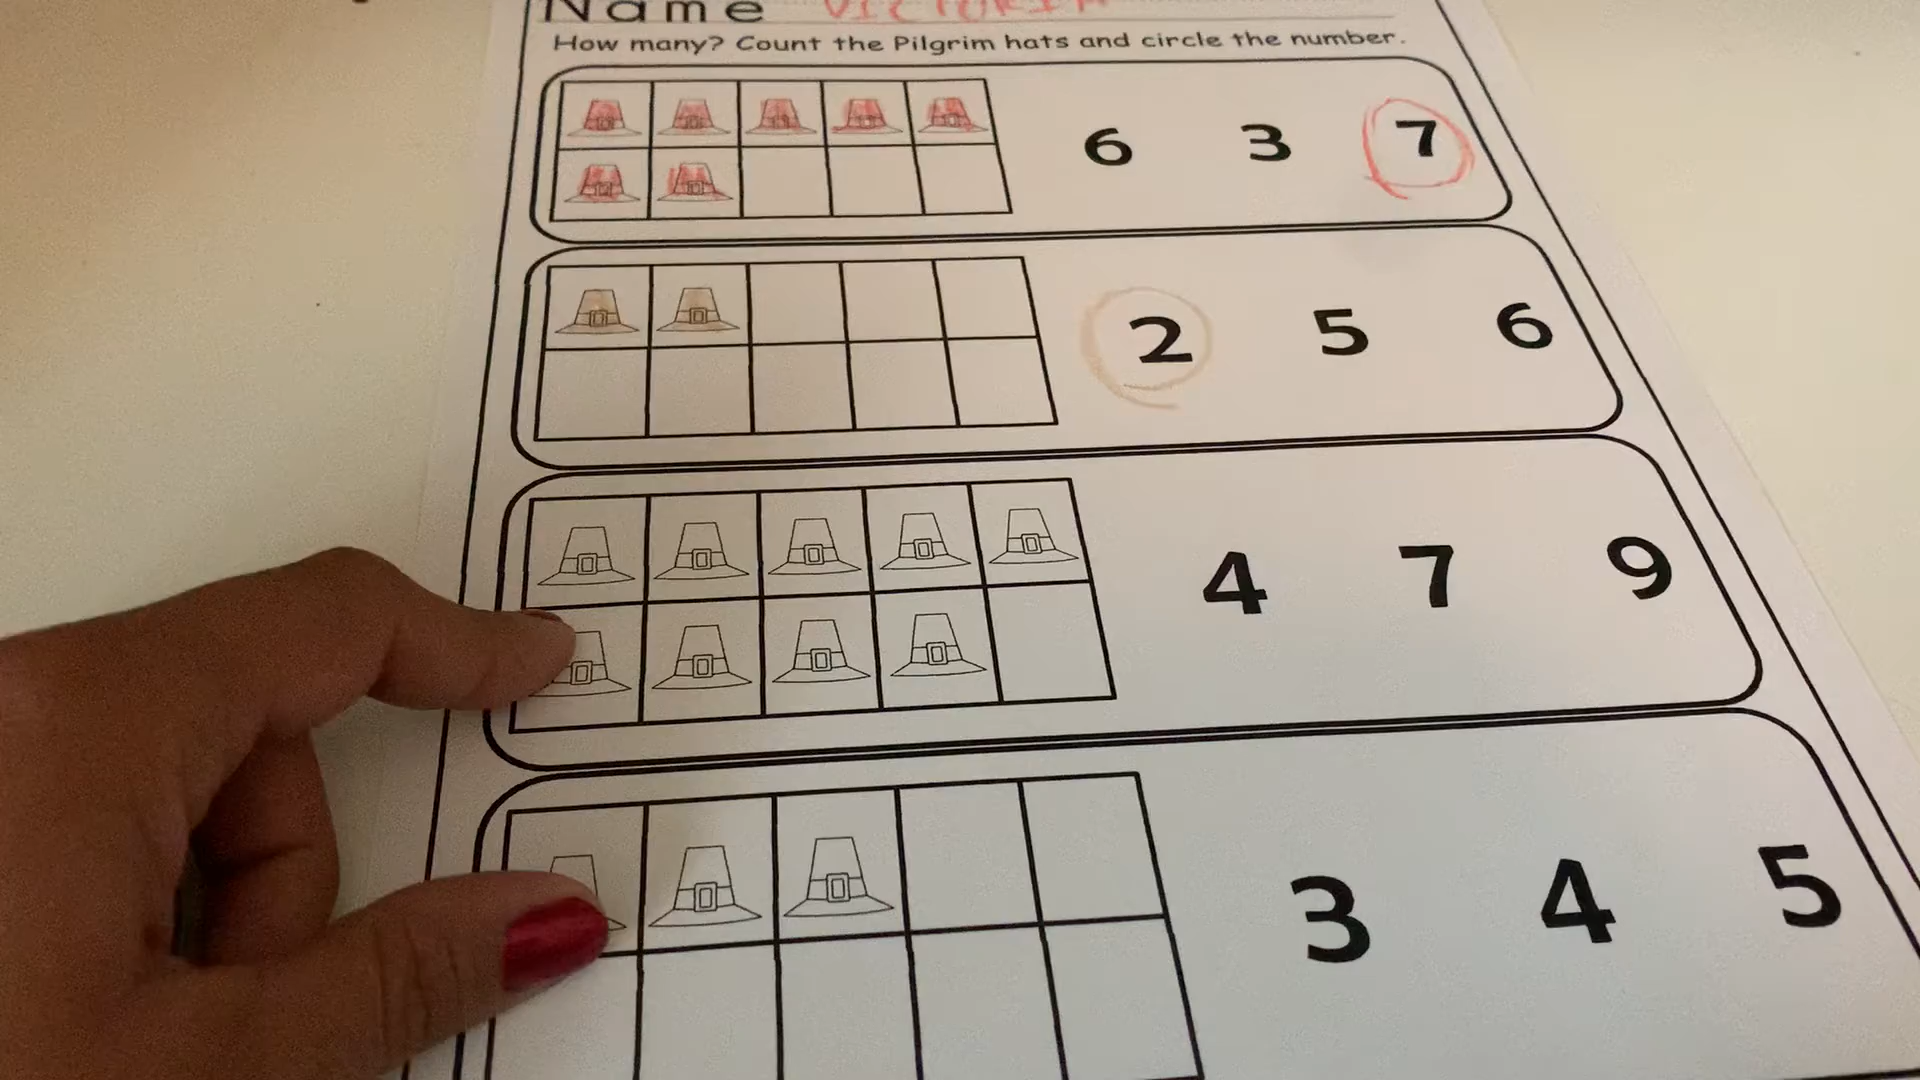 Name VICTORIA
How many? Count the Pilgrim hats and circle the number.
6 3 7
2 5 6
4 7 9
3 4 5